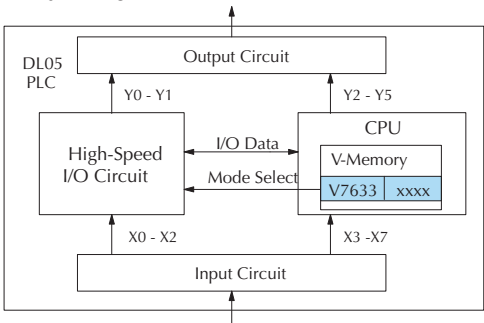 Output Circuit
DL05
PLC
Y0 - Y1
Y2 - Y5
CPU
I/O Data
High-Speed
I/O Circuit
V-Memory
Mode Select
V7633
xxxx
X0 - X2
X3 -X7
Input Circuit